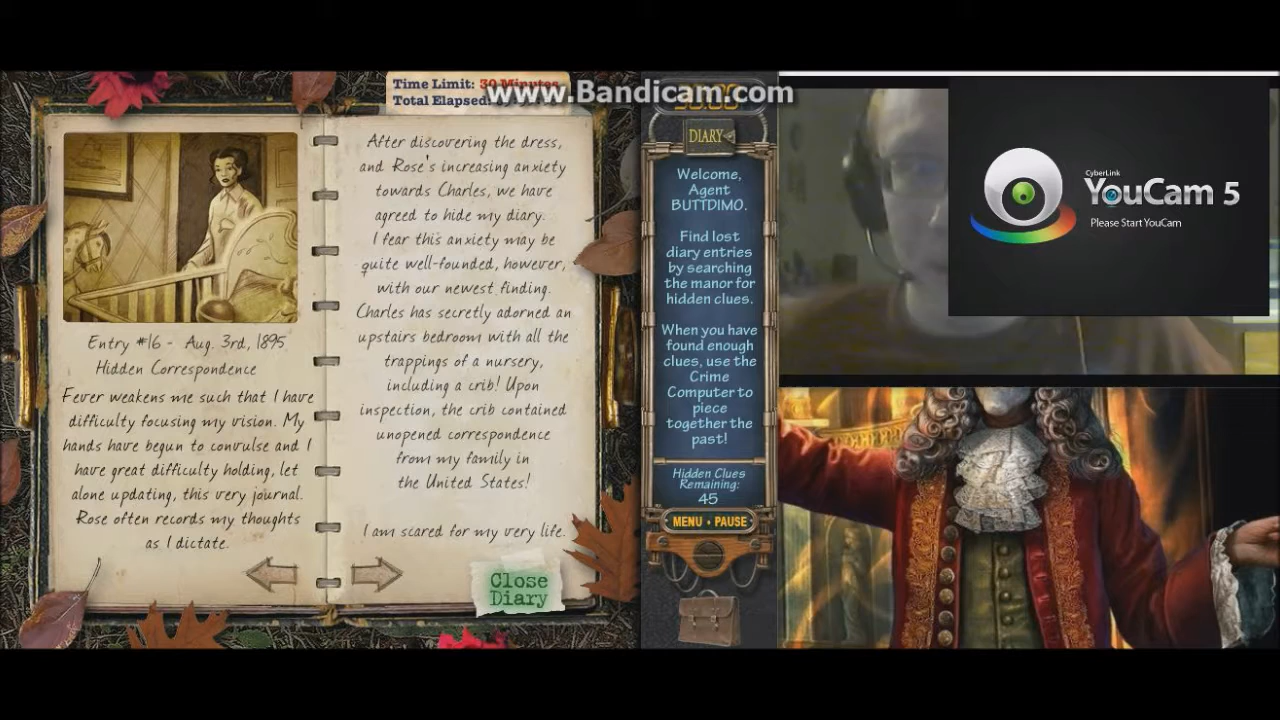 www.Bandicam.com
Time Limit: 30 Minutes
Total Elapsed:
Entry #16 - Aug. 3rd, 1895
Hidden Correspondence
Fever weakens me such that I have
difficulty focusing my vision. My
hands have begun to convulse and I
have great difficulty holding, let
alone updating, this very journal.
Rose often records my thoughts
as I dictate.
After discovering the dress,
and Rose's increasing anxiety
towards Charles, we have
agreed to hide my diary.
I fear this anxiety may be
quite well-founded, however,
with our newest finding.
Charles has secretly adorned an
upstairs bedroom with all the
trappings of a nursery,
including a crib! Upon
inspection, the crib contained
unopened correspondence
from my family in
the United States!
I am scared for my very life.
Close
Diary
DIARY
Welcome,
Agent
BUTTDIMO.
Find lost
diary entries
by searching
the manor for
hidden clues.
When you have
found enough
clues, use the
Crime
Computer to
piece
together the
past!
Hidden Clues
Remaining:
45
MENU • PAUSE
CyberLink
YouCam 5
Please Start YouCam